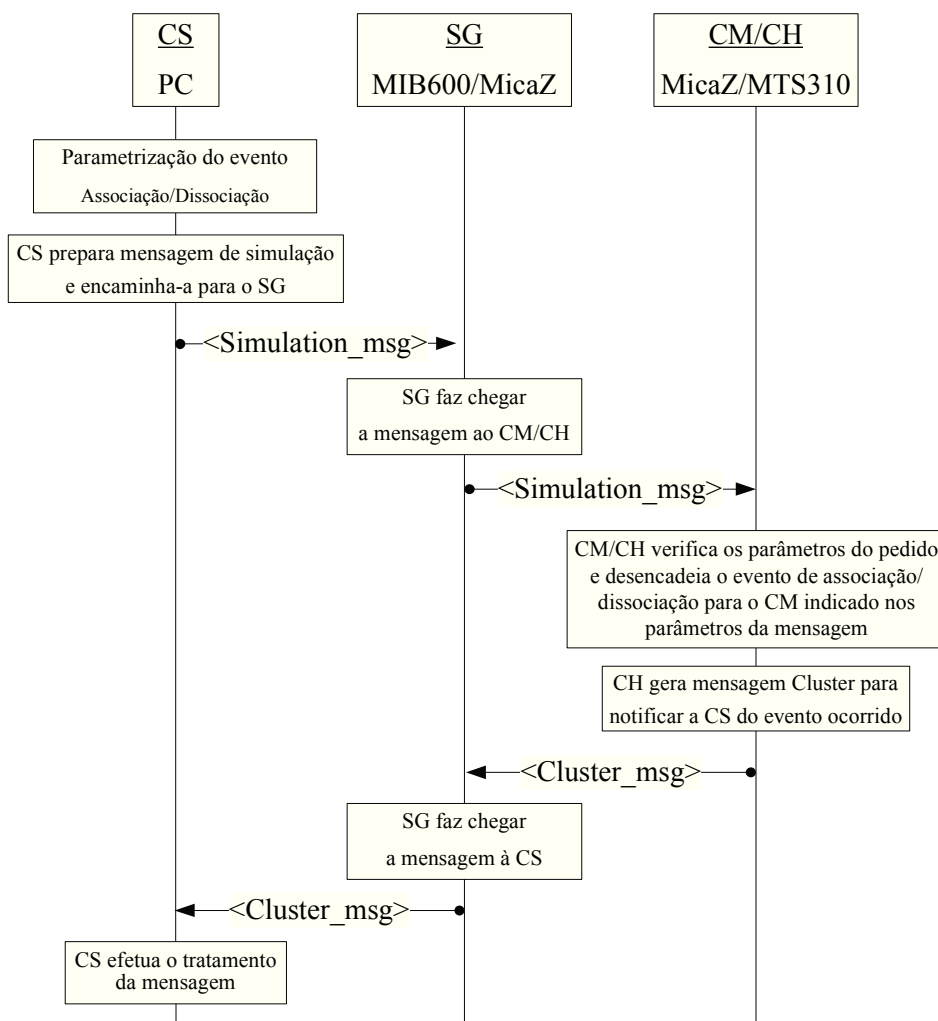 CS
PC
SG
MIB600/MicaZ
CM/CH
MicaZ/MTS310
Parametrização do evento
Associação/Dissociação
CS prepara mensagem de simulação
e encaminha-a para o SG
<Simulation_msg>
SG faz chegar
a mensagem ao CM/CH
<Simulation_msg>
CM/CH verifica os parâmetros do pedido
e desencadeia o evento de associação/
dissociação para o CM indicado nos
parâmetros da mensagem
CH gera mensagem Cluster para
notificar a CS do evento ocorrido
<Cluster_msg>
SG faz chegar
a mensagem à CS
<Cluster_msg>
CS efetua o tratamento
da mensagem